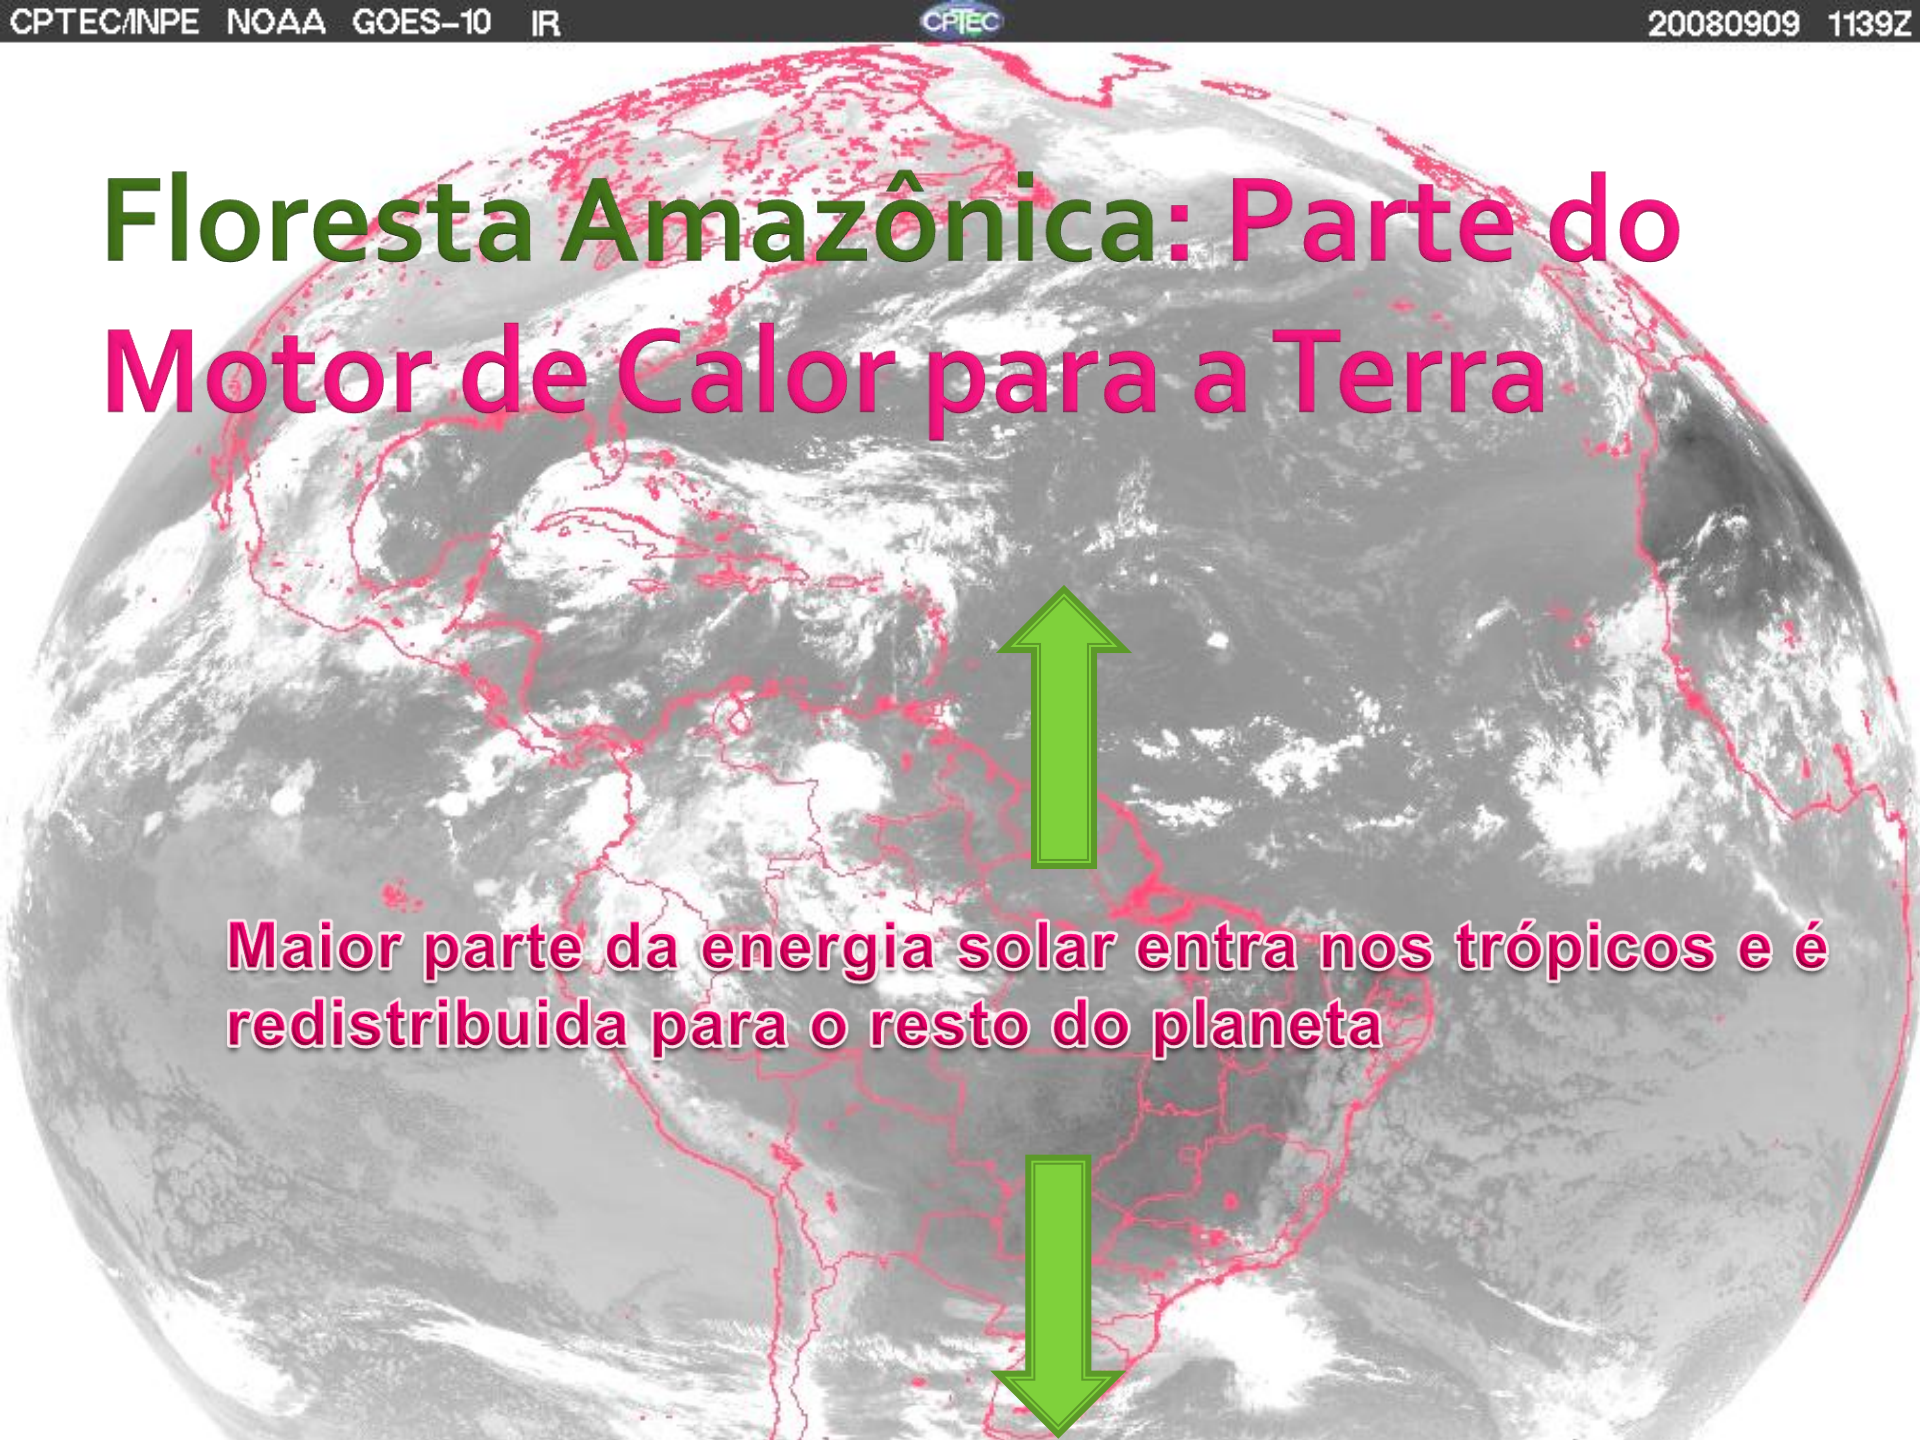 CPTEC/INPE NOAA GOES-10 IR CPTEC 20080909 1139Z
Floresta Amazônica: Parte do
Motor de Calor para a Terra
Maior parte da energia solar entra nos trópicos e é
redistribuida para o resto do planeta